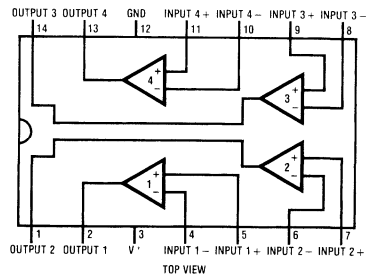 OUTPUT 3 OUTPUT 4 GND INPUT 4 + INPUT 4 − INPUT 3 + INPUT 3 −
14 13 12 11 10 9 8
+
4
−
+
3
−
+
2
−
+
1
−
1 2 3 4 5 6 7
OUTPUT 2 OUTPUT 1 V+ INPUT 1 − INPUT 1 + INPUT 2 − INPUT 2 +
TOP VIEW